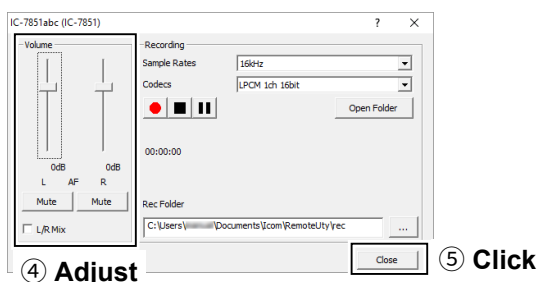 IC-7851abc (IC-7851) ? ×
Volume
0dB 0dB
L AF R
Mute Mute
L/R Mix
Recording
Sample Rates 16kHz
Codecs LPCM 1ch 16bit
Open Folder
00:00:00
Rec Folder
C:\Users\ \Documents\Icom\RemoteUty\rec ...
Close
④ Adjust
⑤ Click